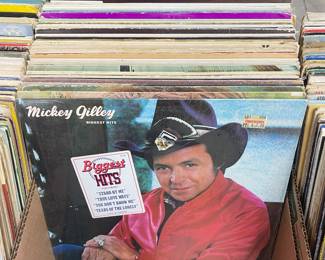 Mickey Gilley
BIGGEST HITS
Biggest
HITS
"STAND BY ME"
"TRUE LOVE WAYS"
"YOU DON'T KNOW ME"
"TEARS OF THE LONELY"